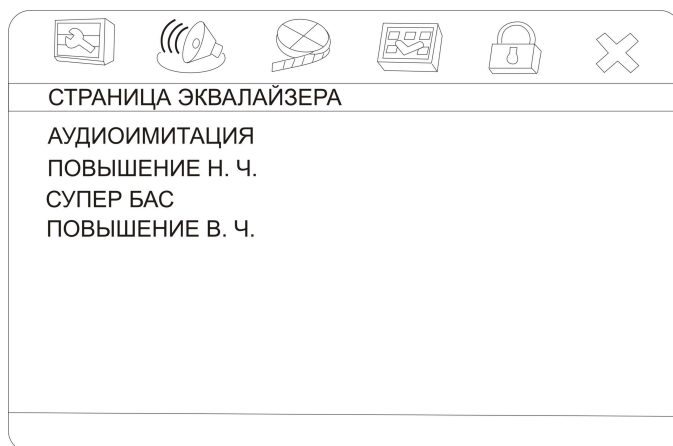 СТРАНИЦА ЭКВАЛАЙЗЕРА
АУДИОИМИТАЦИЯ
ПОВЫШЕНИЕ Н. Ч.
СУПЕР БАС
ПОВЫШЕНИЕ В. Ч.